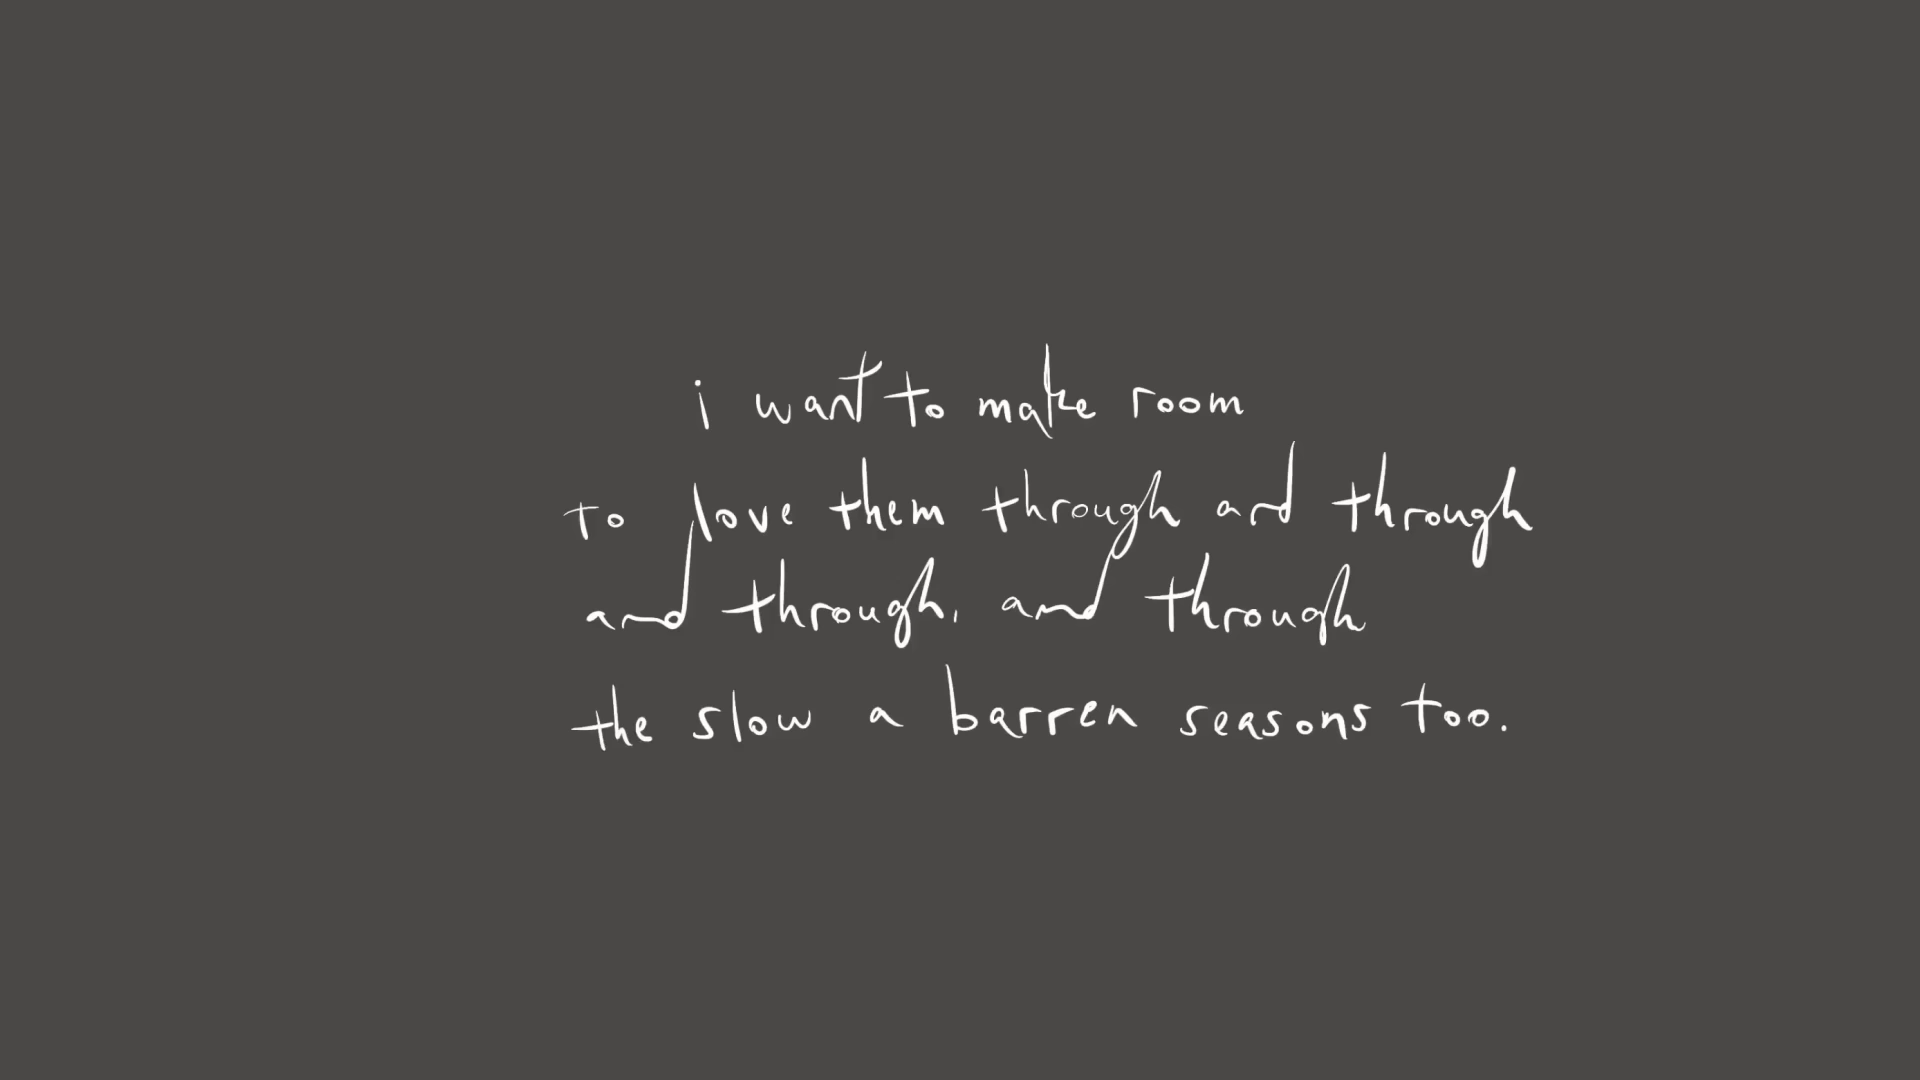 i want to make room
to love them through and through
and through, and through
the slow a barren seasons too.